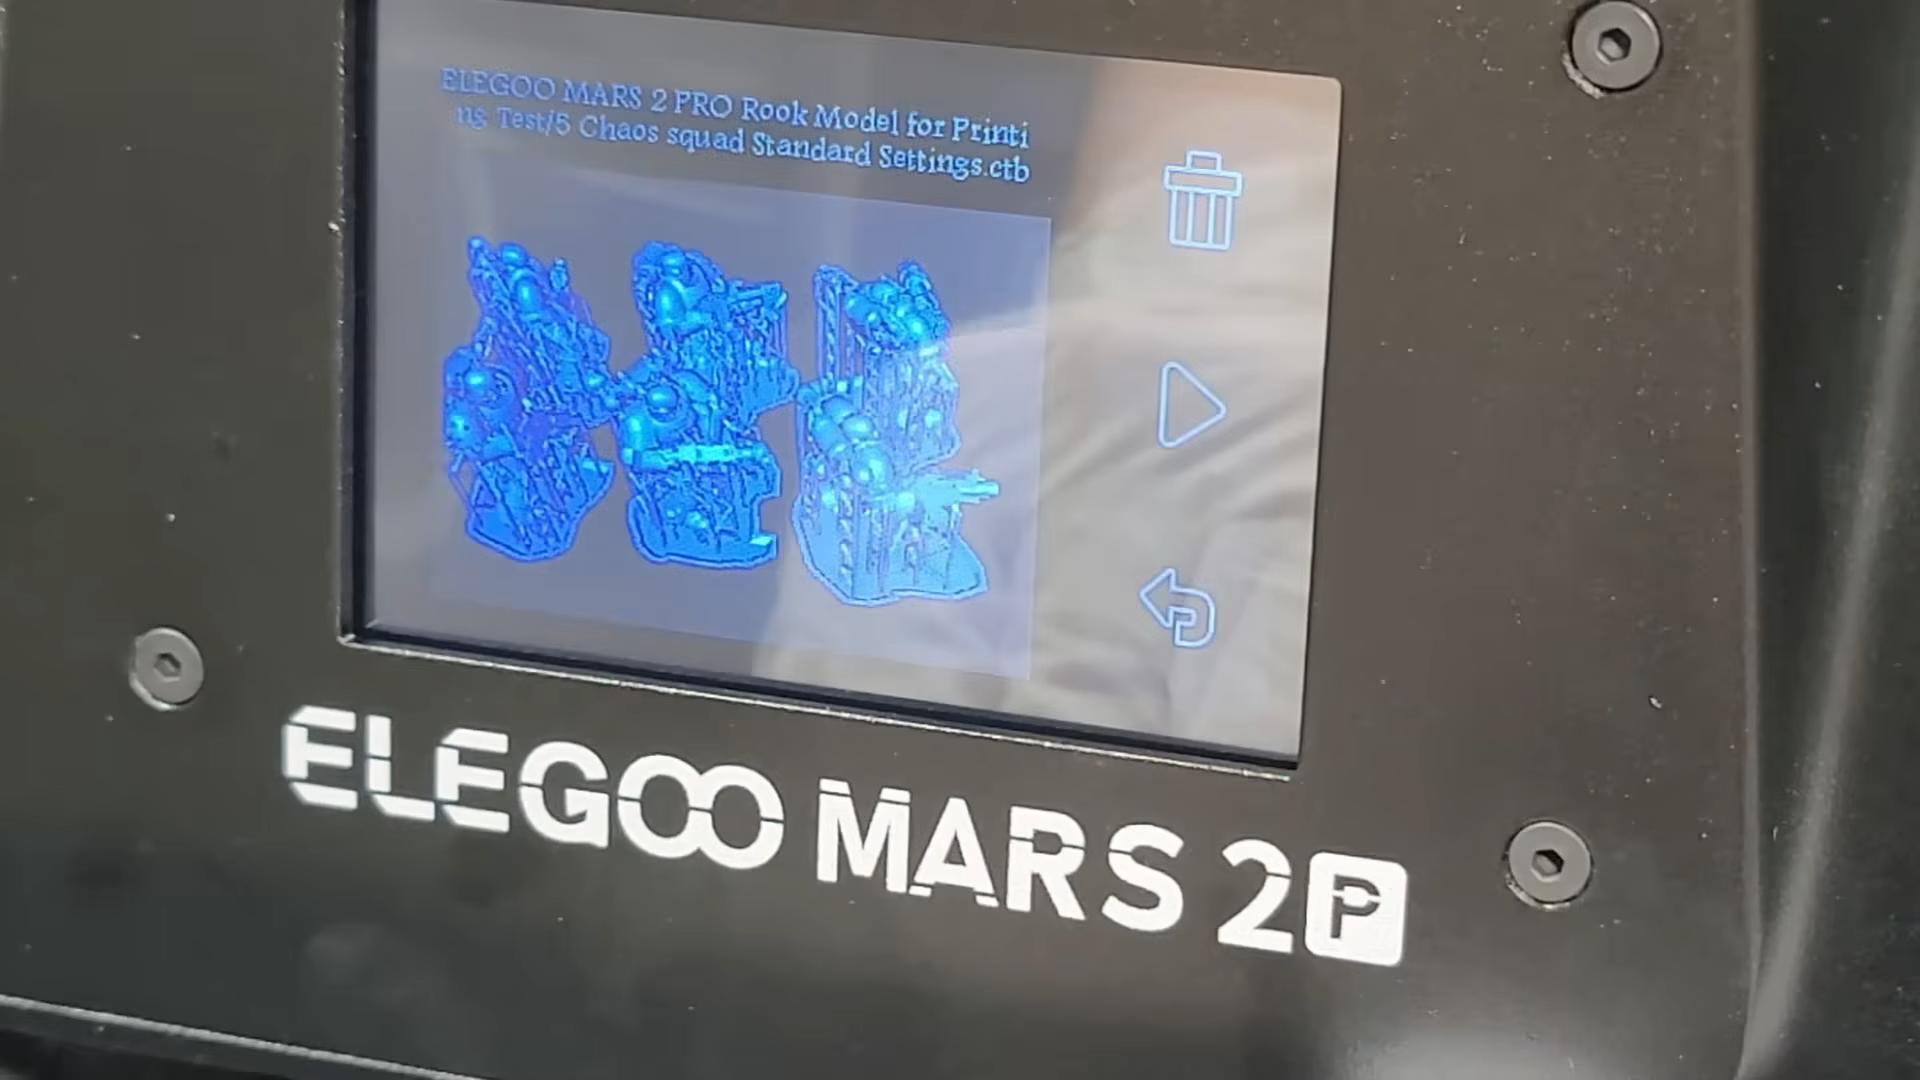 ELEGOO MARS 2 PRO Rook Model for Printi
ng Test/5 Chaos squad Standard Settings.ctb
ELEGOO MARS 2P